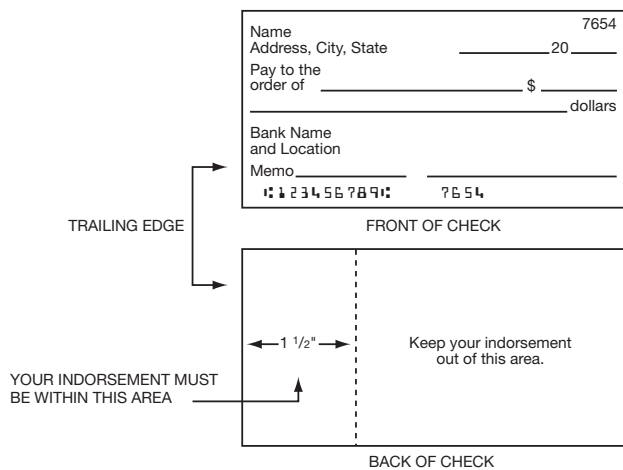 7654
Name
Address, City, State 20
Pay to the
order of $
dollars
Bank Name
and Location
Memo
⑆123456789⑆ 7654
TRAILING EDGE
FRONT OF CHECK
1 1/2"
Keep your indorsement
out of this area.
YOUR INDORSEMENT MUST
BE WITHIN THIS AREA
BACK OF CHECK